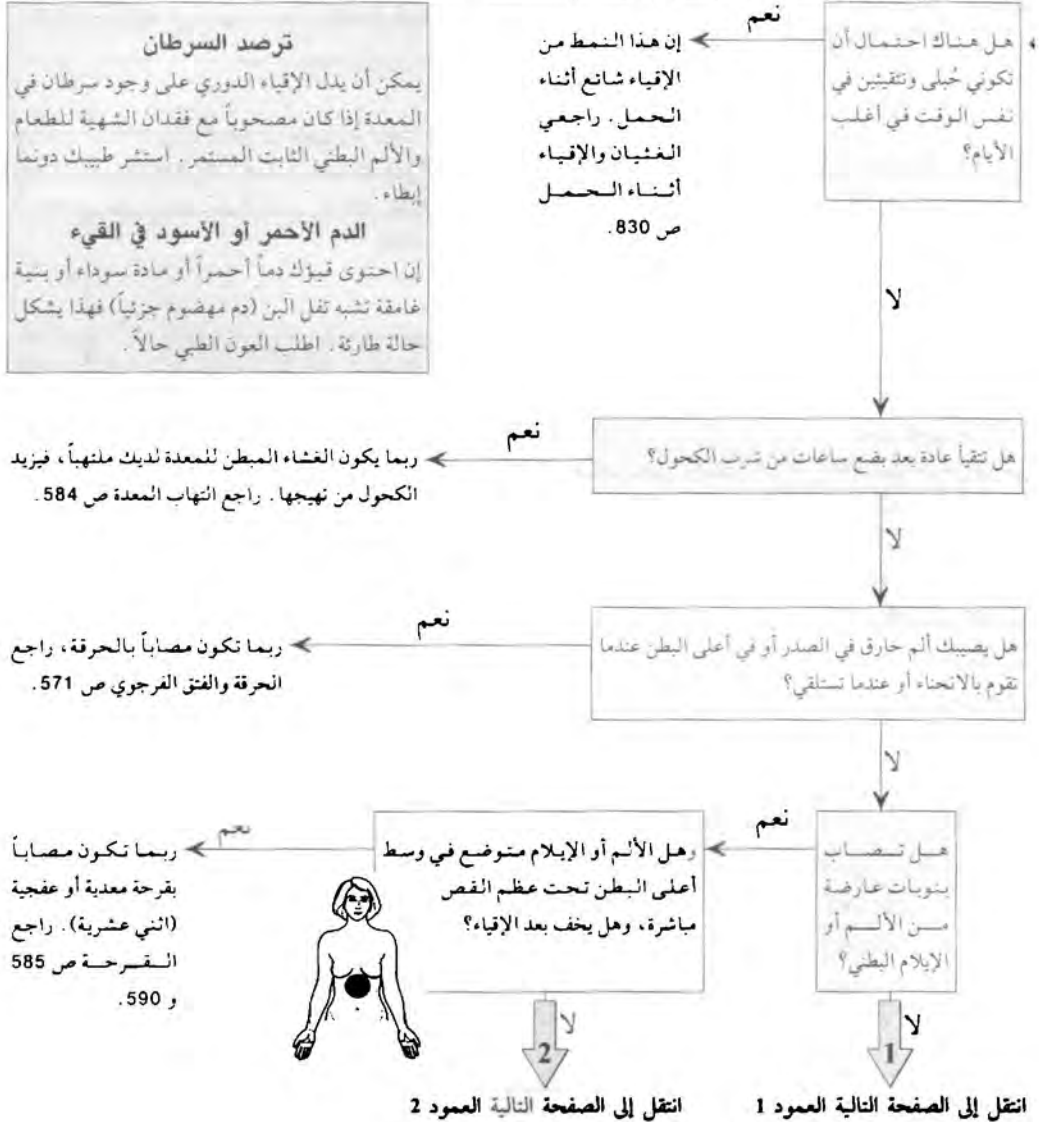 هل هناك احتمال أن
تكوني حُبلى وتتقيئين في
نفس الوقت في أغلب
الأيام؟
نعم
إن هذا النمط من
الإقياء شائع أثناء
الحمل. راجعي
الغثيان والإقياء
أثناء الحمل
ص 830.
ترصد السرطان
يمكن أن يدل الإقياء الدوري على وجود سرطان في
المعدة إذا كان مصحوباً مع فقدان الشهية للطعام
والألم البطني الثابت المستمر. استشر طبيبك دونما
إبطاء.
الدم الأحمر أو الأسود في القيء
إن احتوى قيؤك دماً أحمراً أو مادة سوداء أو بنية
غامقة تشبه تفل البن (دم مهضوم جزئياً) فهذا يشكل
حالة طارئة. اطلب العون الطبي حالاً.
لا
هل تتقيأ عادة بعد بضع ساعات من شرب الكحول؟
نعم
ربما يكون الغشاء المبطن للمعدة لديك ملتهباً، فيزيد
الكحول من تهيجها. راجع التهاب المعدة ص 584.
لا
هل يصيبك ألم حارق في الصدر أو في أعلى البطن عندما
تقوم بالانحناء أو عندما تستلقي؟
نعم
ربما تكون مصاباً بالحرقة، راجع
الحرقة والفتق الفرجوي ص 571.
لا
هل تصاب
بنوبات عارضة
من الألم أو
الإيلام البطني؟
نعم
وهل الألم أو الإيلام متوضع في وسط
أعلى البطن تحت عظم القص
مباشرة، وهل يخف بعد الإقياء؟
نعم
ربما تكون مصاباً
بقرحة معدية أو عفجية
(اثني عشرية). راجع
القرحة ص 585
و 590.
لا
1
انتقل إلى الصفحة التالية العمود 1
لا
2
انتقل إلى الصفحة التالية العمود 2